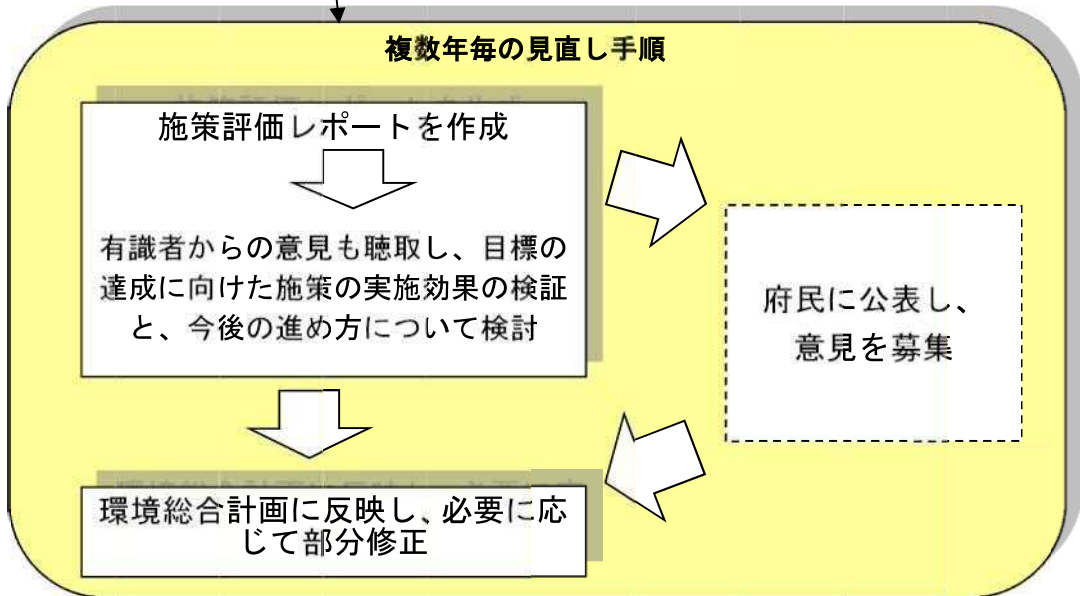 複数年毎の見直し手順
施策評価レポートを作成
有識者からの意見も聴取し、目標の
達成に向けた施策の実施効果の検証
と、今後の進め方について検討
府民に公表し、
意見を募集
環境総合計画に反映し、必要に応
じて部分修正